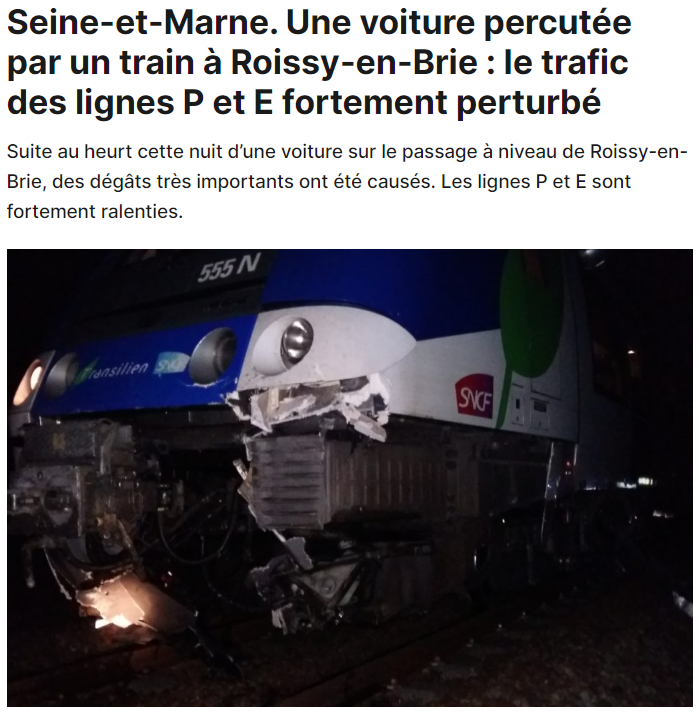 Seine-et-Marne. Une voiture percutée
par un train à Roissy-en-Brie : le trafic
des lignes P et E fortement perturbé
Suite au heurt cette nuit d’une voiture sur le passage à niveau de Roissy-en-
Brie, des dégâts très importants ont été causés. Les lignes P et E sont
fortement ralenties.
555 N
Transilien SNCF
SNCF